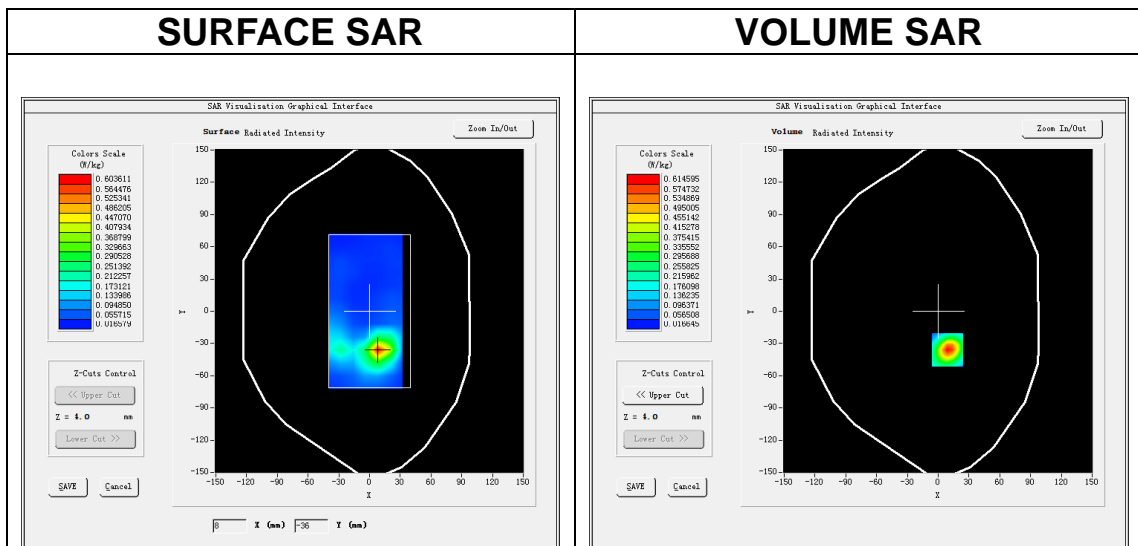 SURFACE SAR
VOLUME SAR
SAR Visualisation Graphical Interface
Surface Radiated Intensity
Zoom In/Out
Colors Scale
(W/kg)
0.603611
0.564476
0.525341
0.486205
0.447070
0.407934
0.368799
0.329663
0.290528
0.251392
0.212257
0.173121
0.133986
0.094850
0.055715
0.016579
150
120
90
60
30
0
-30
-60
-90
-120
-150
Y
-150 -120 -90 -60 -30 0 30 60 90 120 150
X
Z-Cuts Control
<< Upper Cut
Z = 4.0 mm
Lower Cut >>
SAVE Cancel
8 X (mm) -36 Y (mm)
SAR Visualisation Graphical Interface
Volume Radiated Intensity
Zoom In/Out
Colors Scale
(W/kg)
0.614595
0.574732
0.534869
0.495005
0.455142
0.415278
0.375415
0.335552
0.295688
0.255825
0.215962
0.176098
0.136235
0.096371
0.056508
0.016645
150
120
90
60
30
0
-30
-60
-90
-120
-150
Y
-150 -120 -90 -60 -30 0 30 60 90 120 150
X
Z-Cuts Control
<< Upper Cut
Z = 4.0 mm
Lower Cut >>
SAVE Cancel